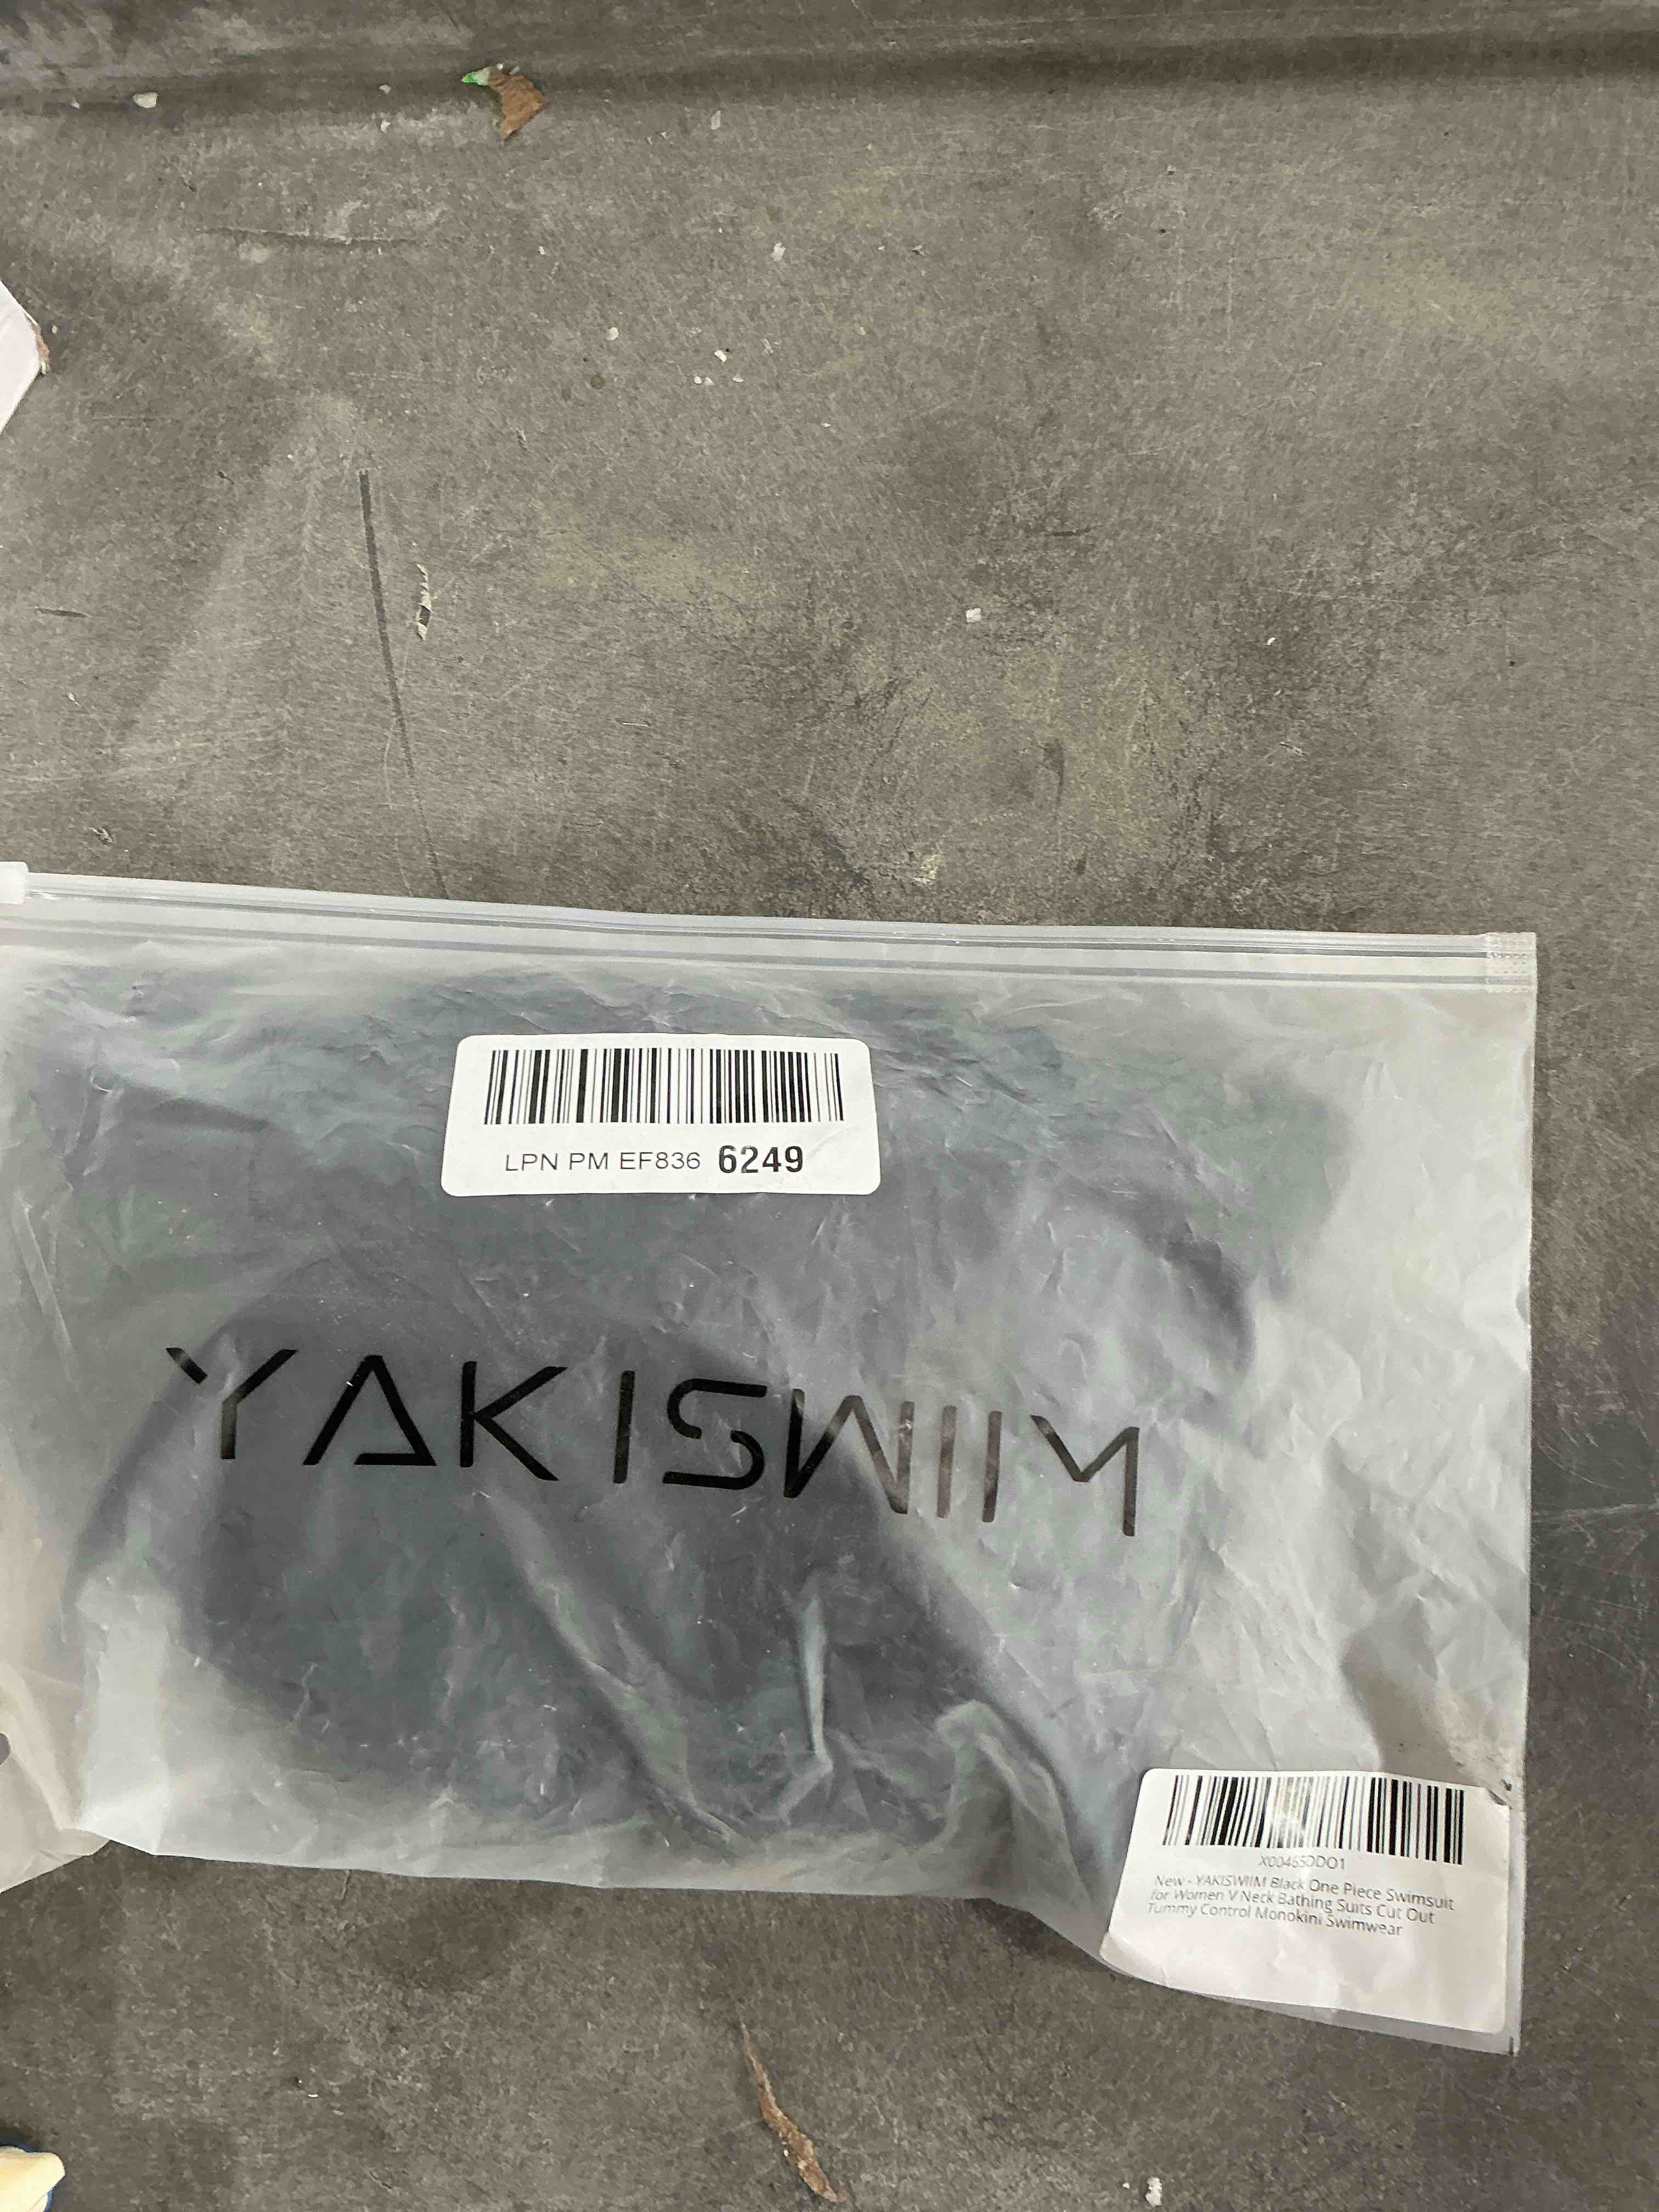 LPN PM EF836 6249
YAKISWIIM
New - YAKISWIIM Black One Piece Swimsuit
for Women V Neck Bathing Suits Cut Out
Tummy Control Monokini Swimwear